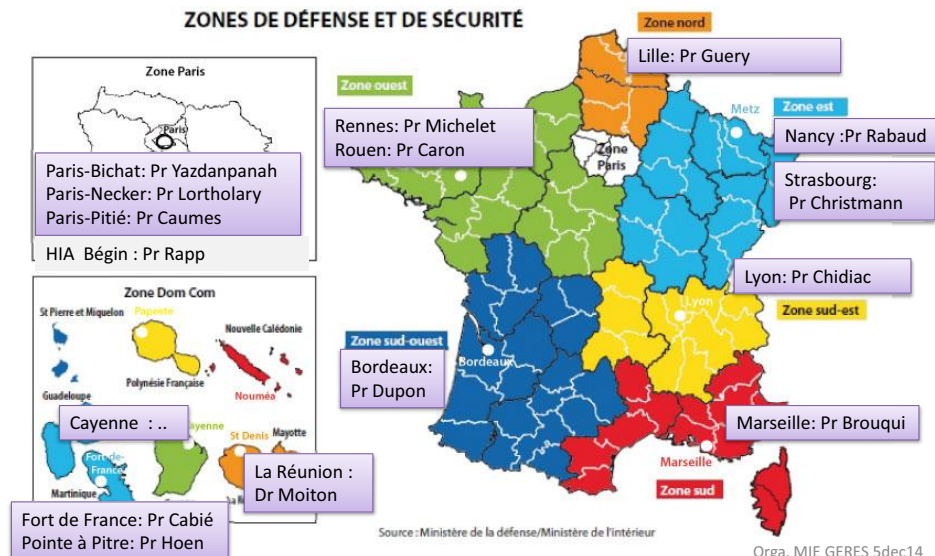 ZONES DE DÉFENSE ET DE SÉCURITÉ
Zone Paris
Paris
Paris-Bichat: Pr Yazdanpanah
Paris-Necker: Pr Lortholary
Paris-Pitié: Pr Caumes
HIA Bégin : Pr Rapp
Zone nord
Lille: Pr Guery
Zone ouest
Rennes: Pr Michelet
Rouen: Pr Caron
Zone
Paris
Metz
Zone est
Nancy :Pr Rabaud
Strasbourg:
Pr Christmann
Lyon: Pr Chidiac
Lyon
Zone sud-est
Zone sud-ouest
Bordeaux
Bordeaux:
Pr Dupon
Marseille: Pr Brouqui
Marseille
Zone sud
Zone Dom Com
St Pierre et Miquelon
Papeete
Nouvelle Calédonie
Polynésie Française
Nouméa
Guadeloupe
Cayenne : ..
St Denis
Mayotte
Fort-de-
France
Martinique
La Réunion :
Dr Moiton
Fort de France: Pr Cabié
Pointe à Pitre: Pr Hoen
Source : Ministère de la défense/Ministère de l'intérieur
Orga. MIE GERES 5dec14